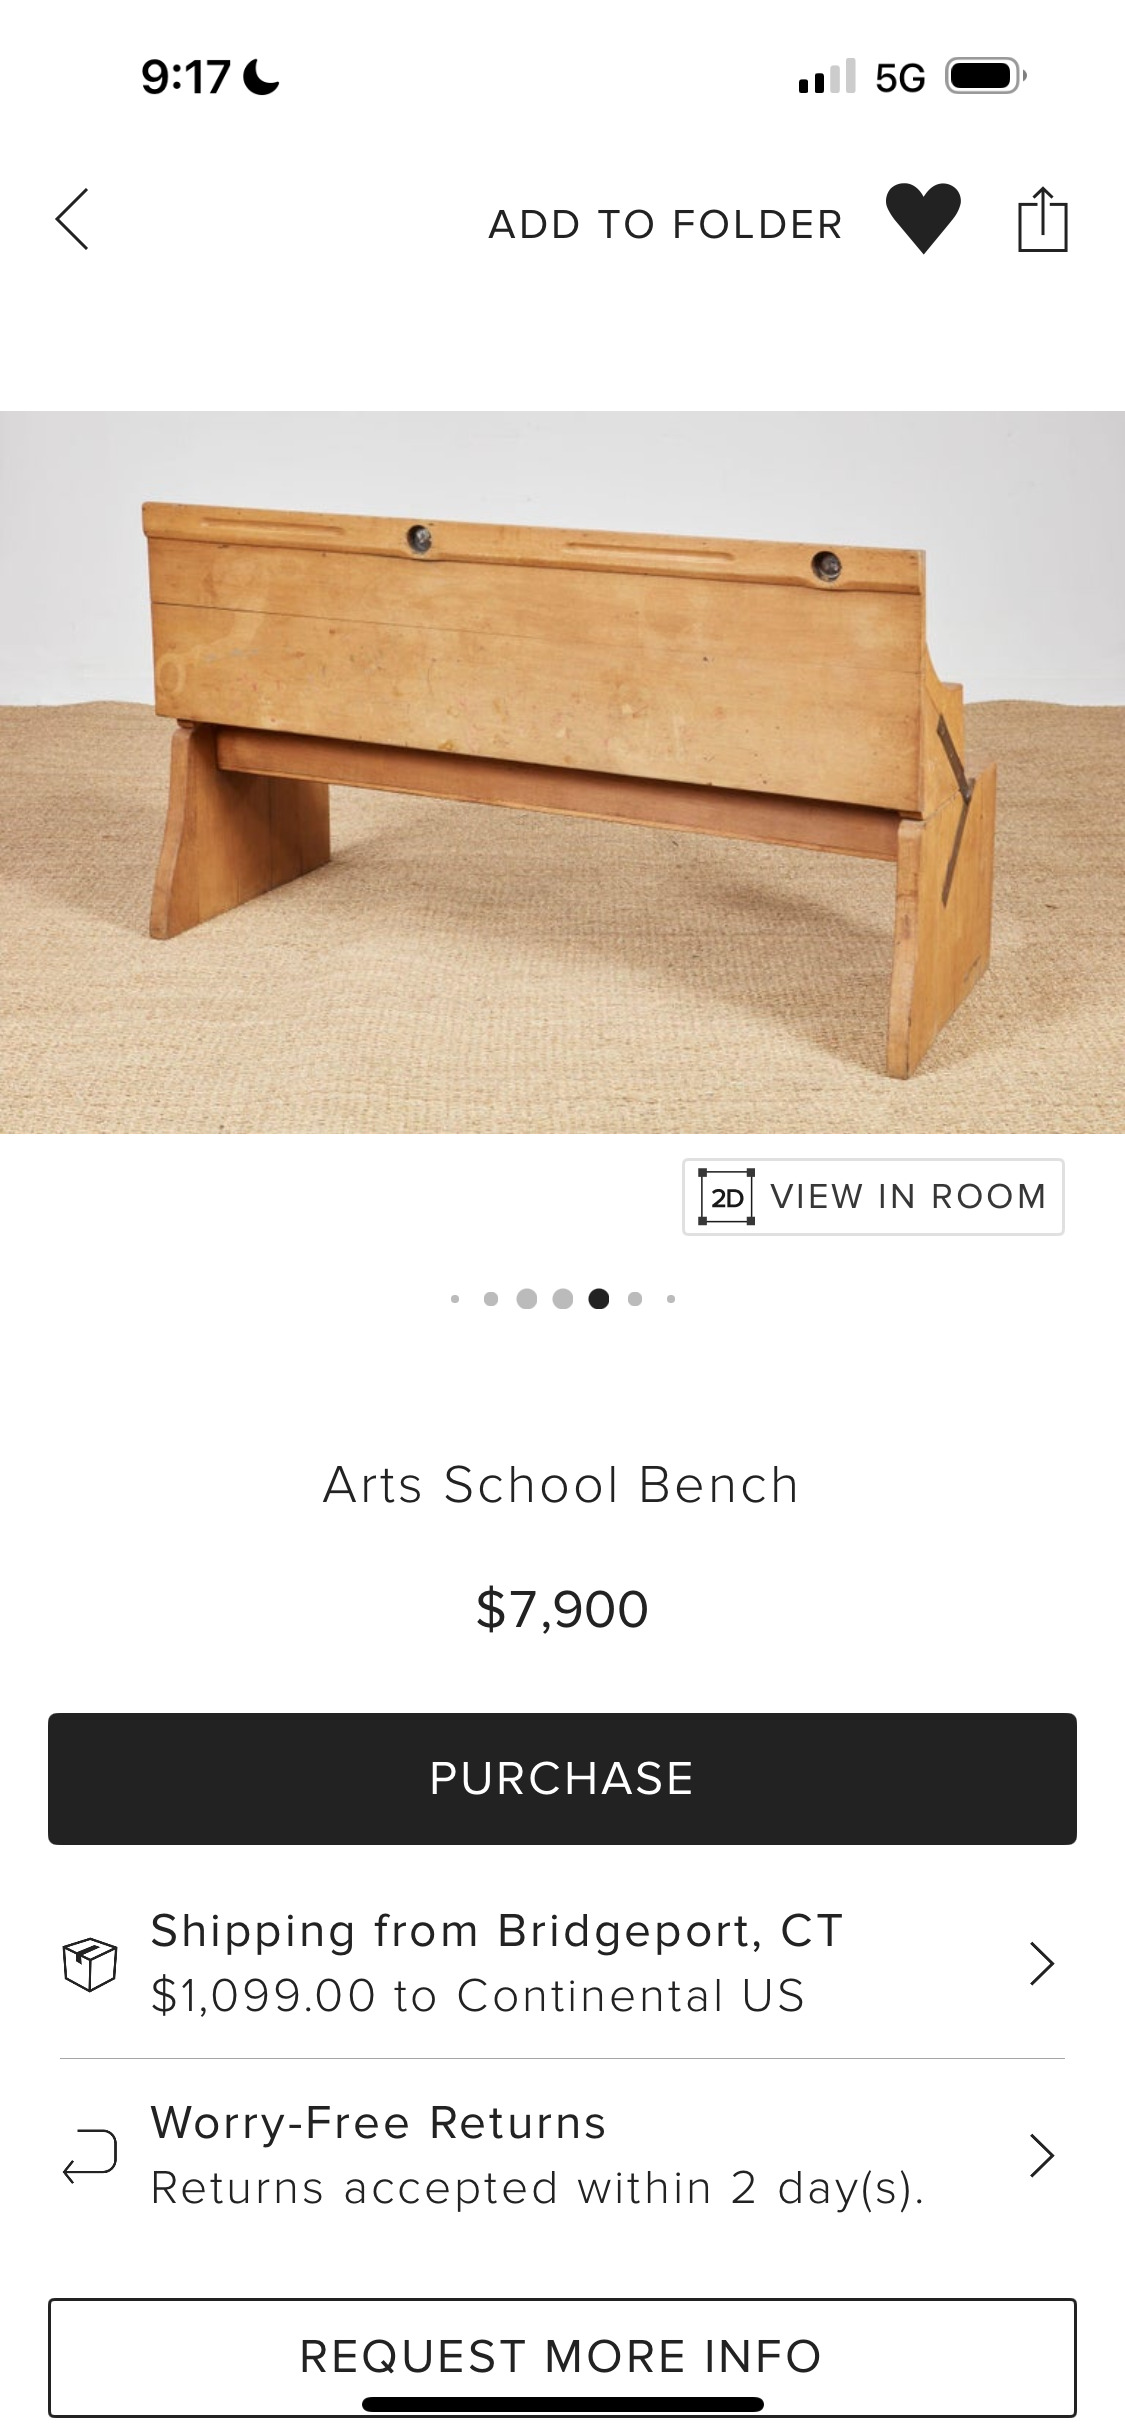 9:17
5G
ADD TO FOLDER
2D VIEW IN ROOM
Arts School Bench
$7,900
PURCHASE
Shipping from Bridgeport, CT
$1,099.00 to Continental US
Worry-Free Returns
Returns accepted within 2 day(s).
REQUEST MORE INFO